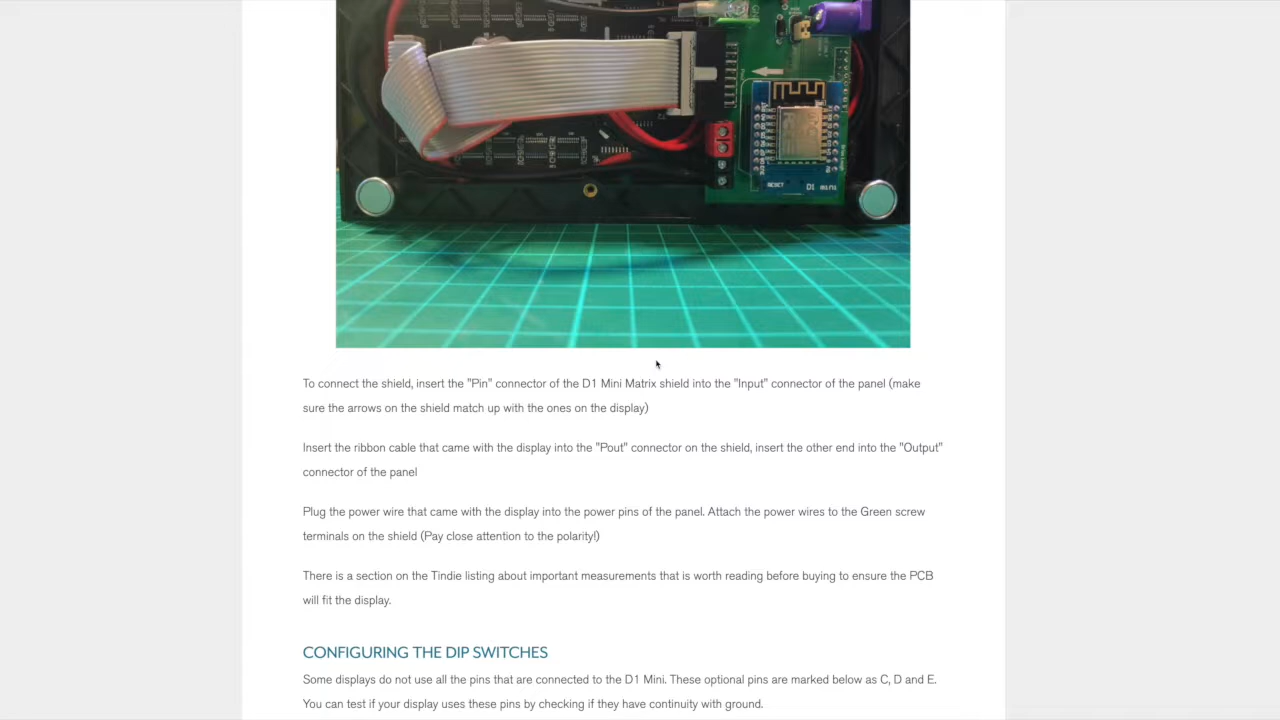 RESET
D1 mini
To connect the shield, insert the "Pin" connector of the D1 Mini Matrix shield into the "Input" connector of the panel (make
sure the arrows on the shield match up with the ones on the display)
Insert the ribbon cable that came with the display into the "Pout" connector on the shield, insert the other end into the "Output"
connector of the panel
Plug the power wire that came with the display into the power pins of the panel. Attach the power wires to the Green screw
terminals on the shield (Pay close attention to the polarity!)
There is a section on the Tindie listing about important measurements that is worth reading before buying to ensure the PCB
will fit the display.
CONFIGURING THE DIP SWITCHES
Some displays do not use all the pins that are connected to the D1 Mini. These optional pins are marked below as C, D and E.
You can test if your display uses these pins by checking if they have continuity with ground.